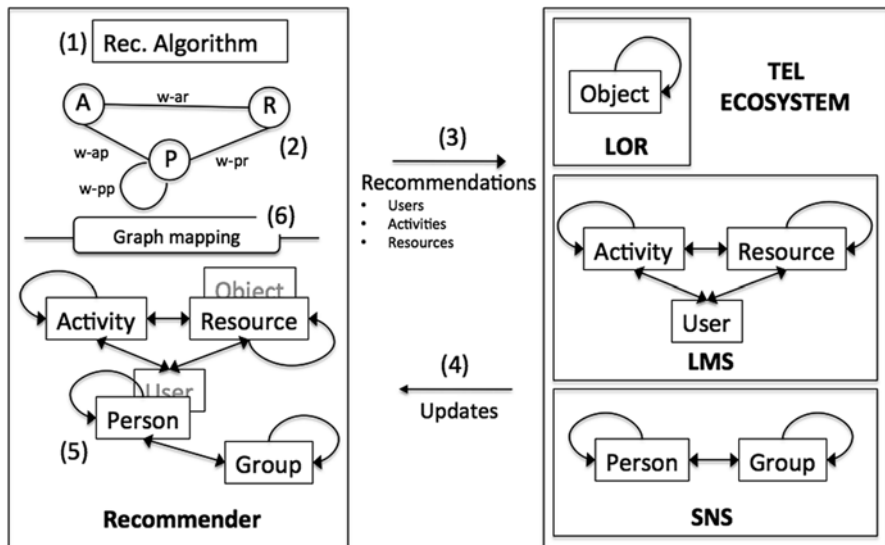 (1) Rec. Algorithm
A
w-ar
R
(2)
w-ap
P
w-pr
w-pp
(6)
Graph mapping
Object
Activity
Resource
User
Person
(5)
Group
Recommender
(3)
Recommendations
• Users
• Activities
• Resources
(4)
Updates
Object
LOR
TEL
ECOSYSTEM
Activity
Resource
User
LMS
Person
Group
SNS